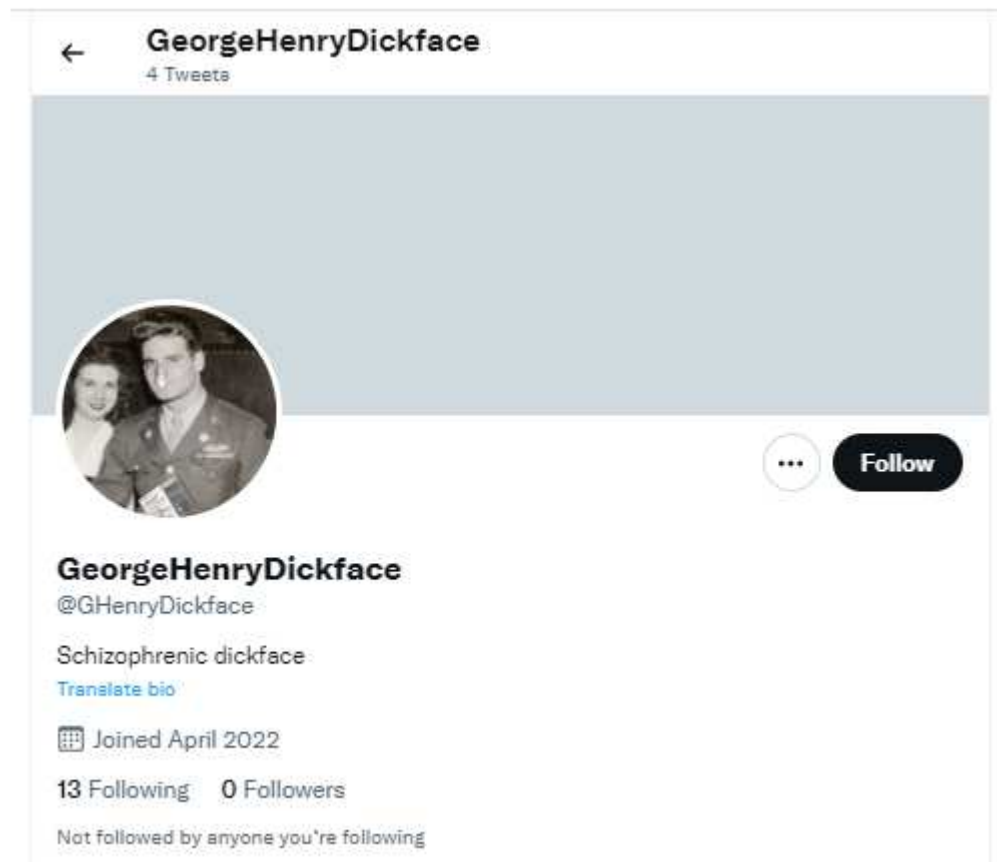 GeorgeHenryDickface
4 Tweets
Follow
GeorgeHenryDickface
@GHenryDickface
Schizophrenic dickface
Translate bio
Joined April 2022
13 Following 0 Followers
Not followed by anyone you're following